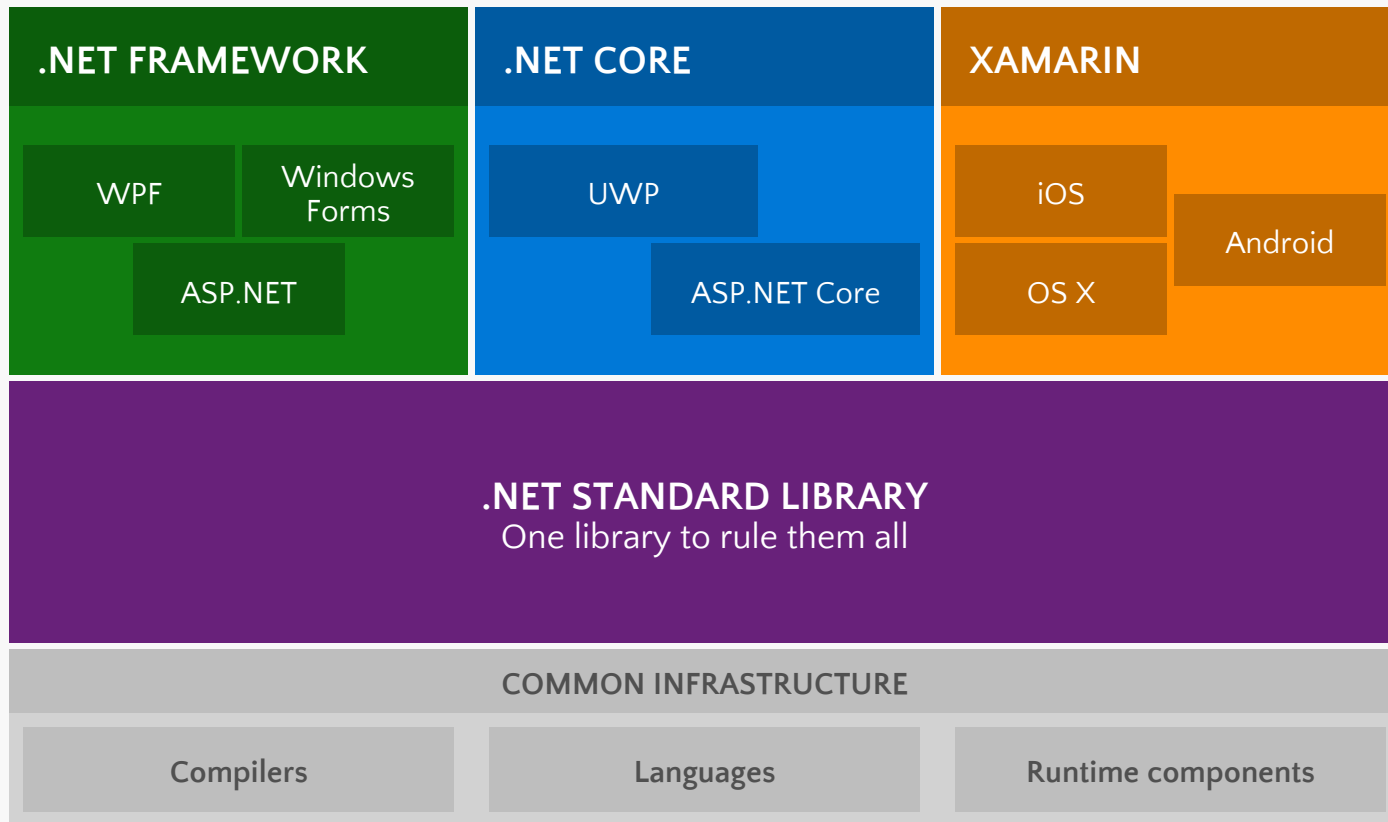 .NET FRAMEWORK
WPF
Windows
Forms
ASP.NET
.NET CORE
UWP
ASP.NET Core
XAMARIN
iOS
Android
OS X
.NET STANDARD LIBRARY
One library to rule them all
COMMON INFRASTRUCTURE
Compilers
Languages
Runtime components